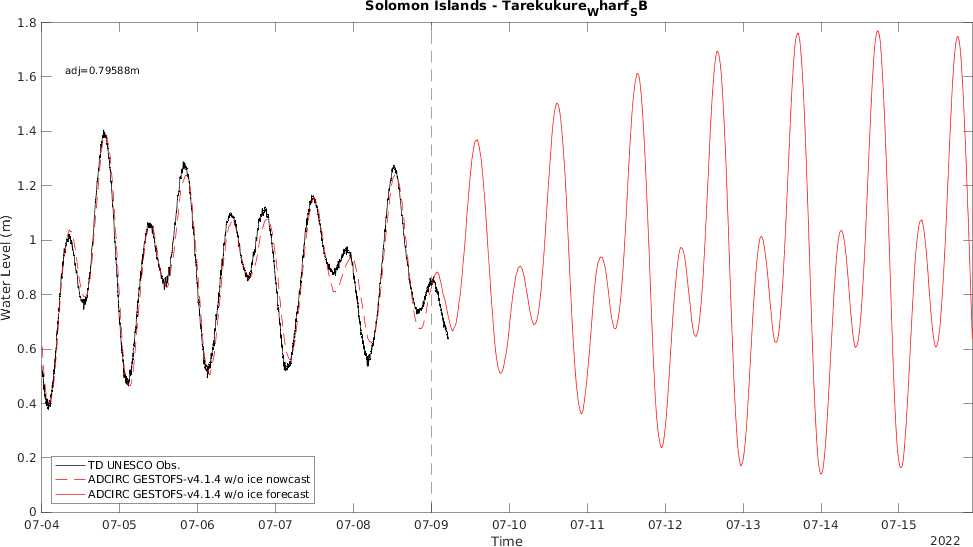 Solomon Islands - Tarekukure_Wharf_SB
1.8
1.6
1.4
1.2
1
0.8
0.6
0.4
0.2
0
Water Level (m)
adj=0.79588m
TD UNESCO Obs.
ADCIRC GESTOFS-v4.1.4 w/o ice nowcast
ADCIRC GESTOFS-v4.1.4 w/o ice forecast
07-04 07-05 07-06 07-07 07-08 07-09 07-10 07-11 07-12 07-13 07-14 07-15
Time
2022